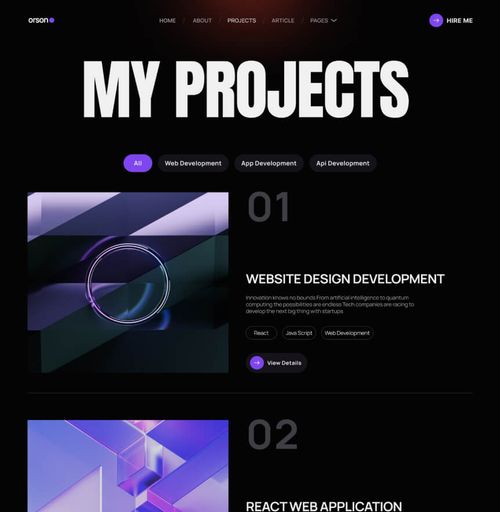 orson
HOME / ABOUT / PROJECTS / ARTICLE / PAGES
HIRE ME
MY PROJECTS
All
Web Development
App Development
Api Development
01
WEBSITE DESIGN DEVELOPMENT
Innovation knows no bounds From artificial intelligence to quantum
computing the possibilities are endless Tech companies are racing to
develop the next big thing with startups
React
Java Script
Web Development
View Details
02
REACT WEB APPLICATION